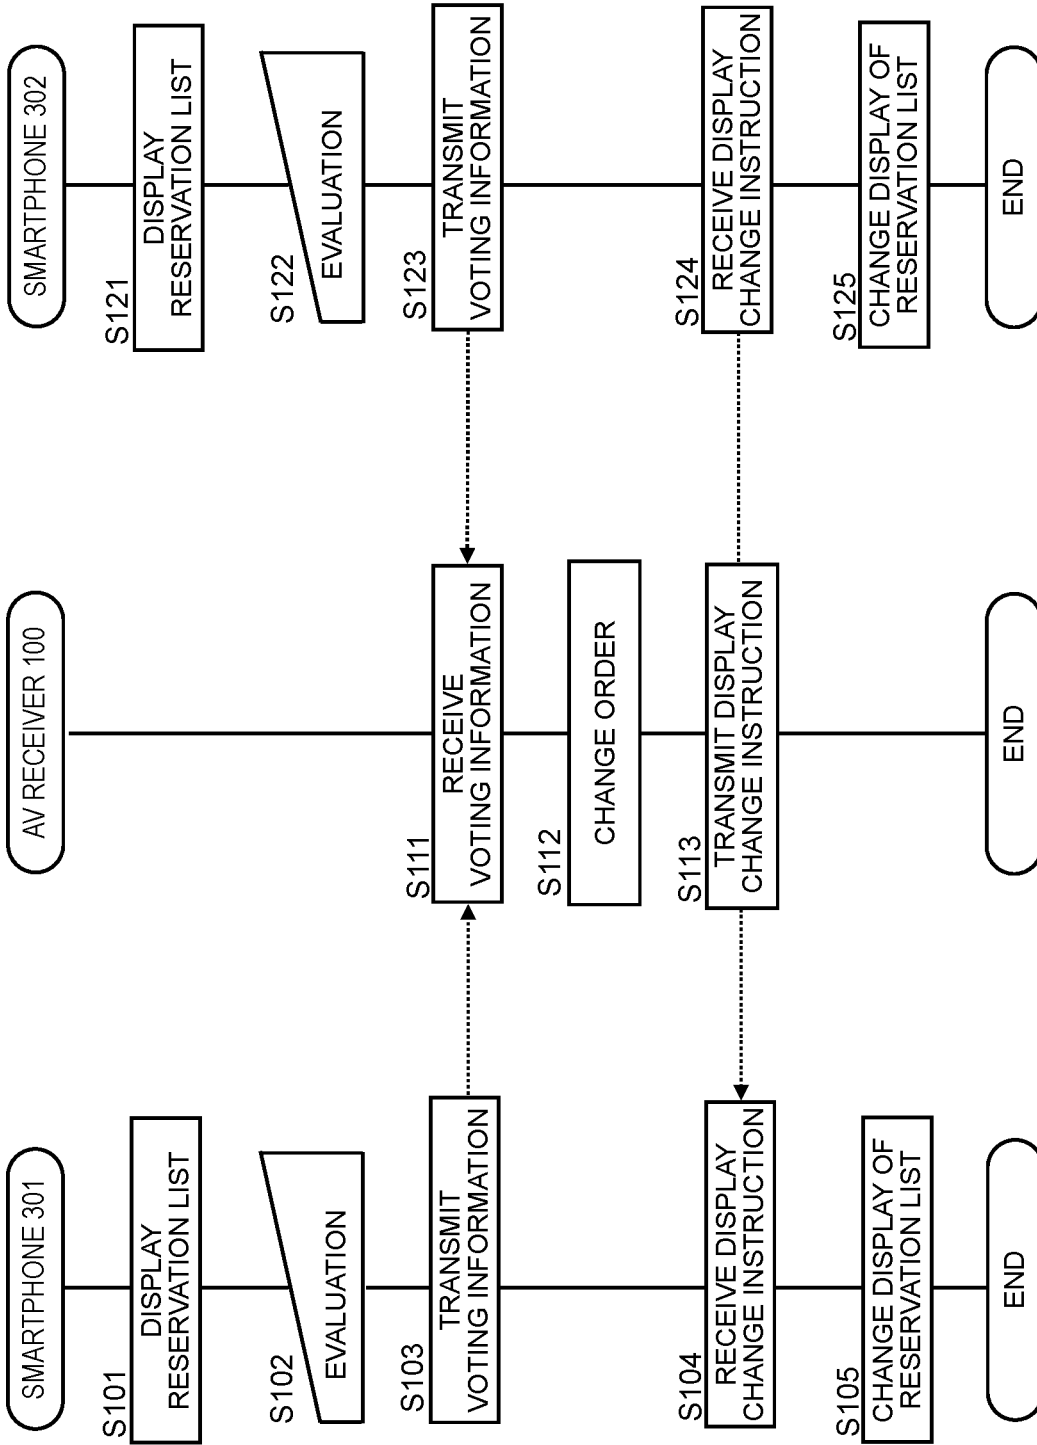 SMARTPHONE 301
S101
DISPLAY
RESERVATION LIST
S102
EVALUATION
S103
TRANSMIT
VOTING INFORMATION
S104
RECEIVE DISPLAY
CHANGE INSTRUCTION
S105
CHANGE DISPLAY OF
RESERVATION LIST
END
AV RECEIVER 100
S111
RECEIVE
VOTING INFORMATION
S112
CHANGE ORDER
S113
TRANSMIT DISPLAY
CHANGE INSTRUCTION
END
SMARTPHONE 302
S121
DISPLAY
RESERVATION LIST
S122
EVALUATION
S123
TRANSMIT
VOTING INFORMATION
S124
RECEIVE DISPLAY
CHANGE INSTRUCTION
S125
CHANGE DISPLAY OF
RESERVATION LIST
END